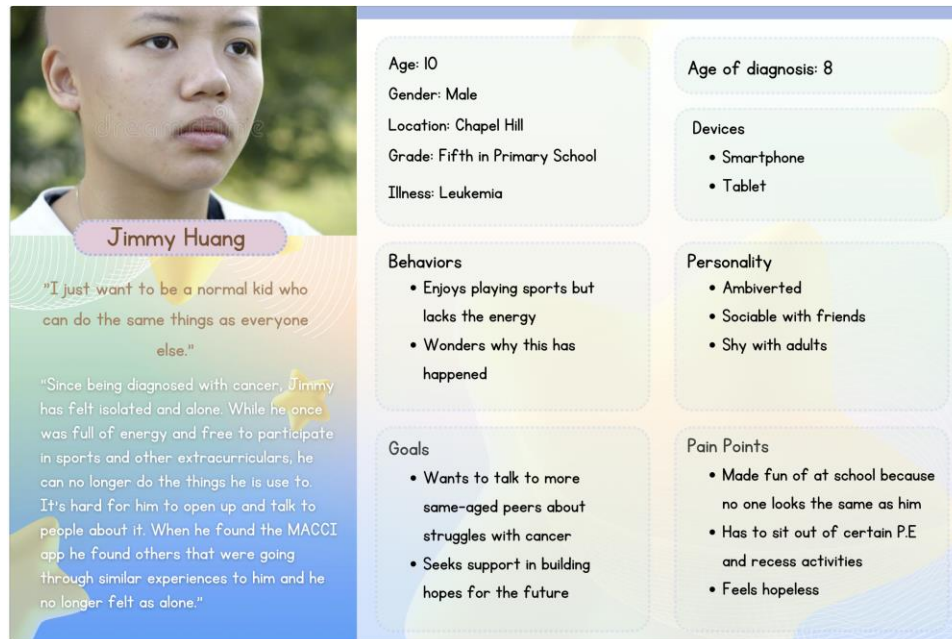 Jimmy Huang
"I just want to be a normal kid who
can do the same things as everyone
else."
"Since being diagnosed with cancer, Jimmy
has felt isolated and alone. While he once
was full of energy and free to participate
in sports and other extracurriculars, he
can no longer do the things he is use to.
It's hard for him to open up and talk to
people about it. When he found the MACCI
app he found others that were going
through similar experiences to him and he
no longer felt as alone."
Age: 10
Gender: Male
Location: Chapel Hill
Grade: Fifth in Primary School
Illness: Leukemia
Age of diagnosis: 8
Devices
• Smartphone
• Tablet
Behaviors
• Enjoys playing sports but
lacks the energy
• Wonders why this has
happened
Personality
• Ambiverted
• Sociable with friends
• Shy with adults
Goals
• Wants to talk to more
same-aged peers about
struggles with cancer
• Seeks support in building
hopes for the future
Pain Points
• Made fun of at school because
no one looks the same as him
• Has to sit out of certain P.E
and recess activities
• Feels hopeless